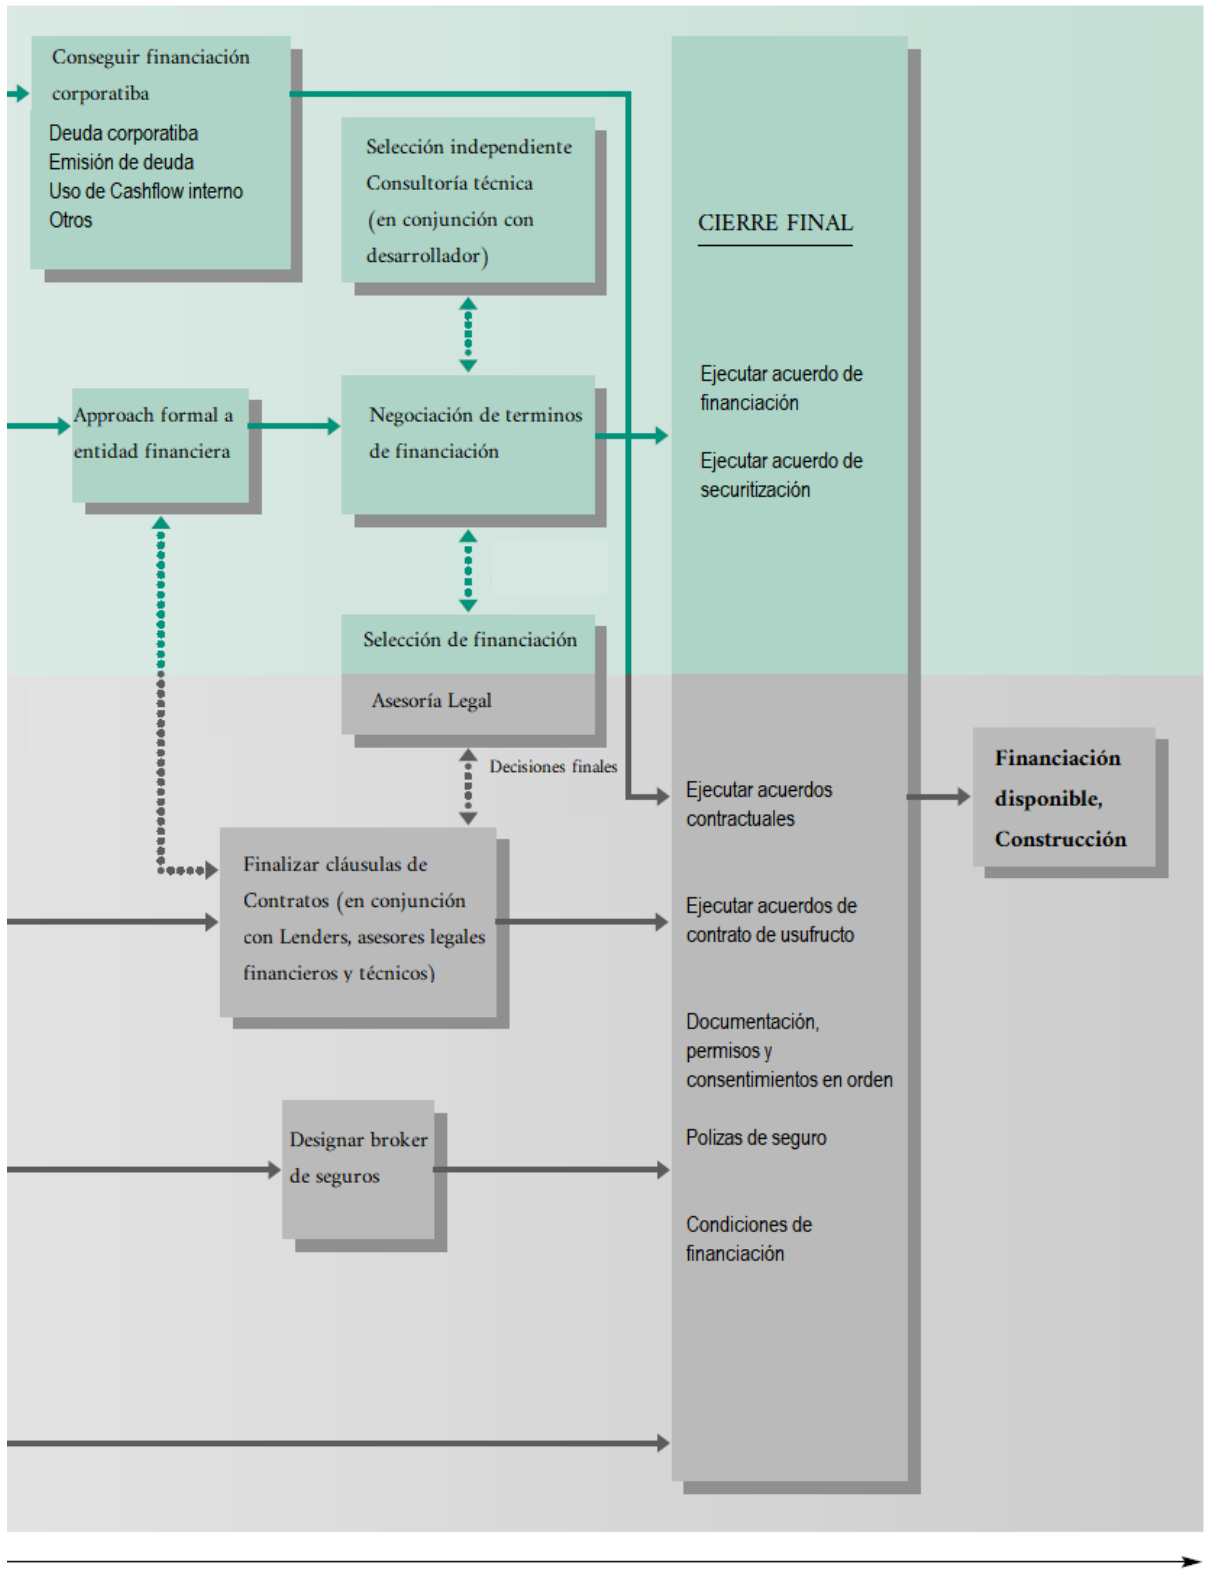 Conseguir financiación
corporatiba
Deuda corporatiba
Emisión de deuda
Uso de Cashflow interno
Otros
Selección independiente
Consultoría técnica
(en conjunción con
desarrollador)
Approach formal a
entidad financiera
Negociación de terminos
de financiación
Selección de financiación
Asesoría Legal
Decisiones finales
Finalizar cláusulas de
Contratos (en conjunción
con Lenders, asesores legales
financieros y técnicos)
Designar broker
de seguros
CIERRE FINAL
Ejecutar acuerdo de
financiación
Ejecutar acuerdo de
securitización
Ejecutar acuerdos
contractuales
Ejecutar acuerdos de
contrato de usufructo
Documentación,
permisos y
consentimientos en orden
Polizas de seguro
Condiciones de
financiación
Financiación
disponible,
Construcción